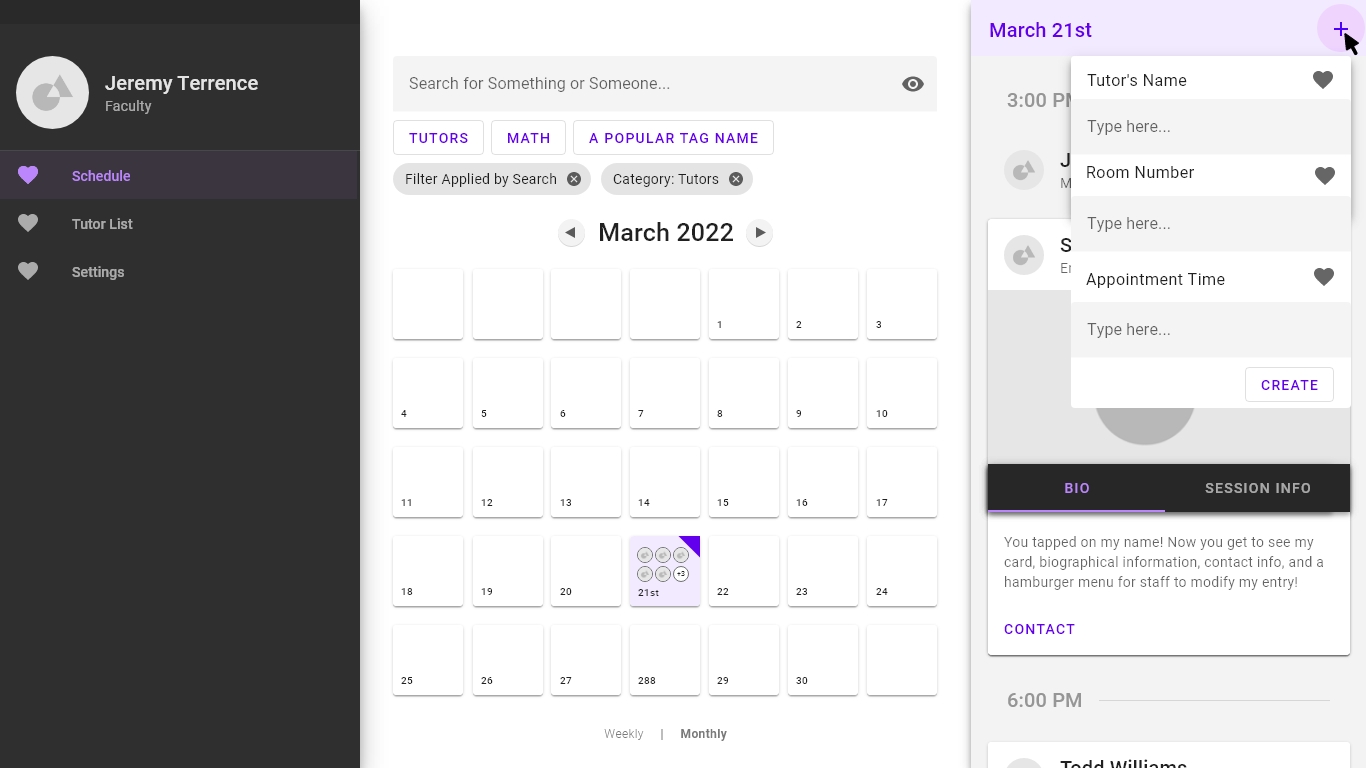 Jeremy Terrence
Faculty
Schedule
Tutor List
Settings
Search for Something or Someone...
TUTORS
MATH
A POPULAR TAG NAME
Filter Applied by Search
Category: Tutors
◀ March 2022 ▶
1 2 3
4 5 6 7 8 9 10
11 12 13 14 15 16 17
+3
18 19 20 21st 22 23 24
25 26 27 288 29 30
Weekly | Monthly
March 21st
+
3:00 PM
Tutor's Name
Type here...
Room Number
Type here...
Appointment Time
Type here...
CREATE
BIO
SESSION INFO
You tapped on my name! Now you get to see my
card, biographical information, contact info, and a
hamburger menu for staff to modify my entry!
CONTACT
6:00 PM
Todd Williams